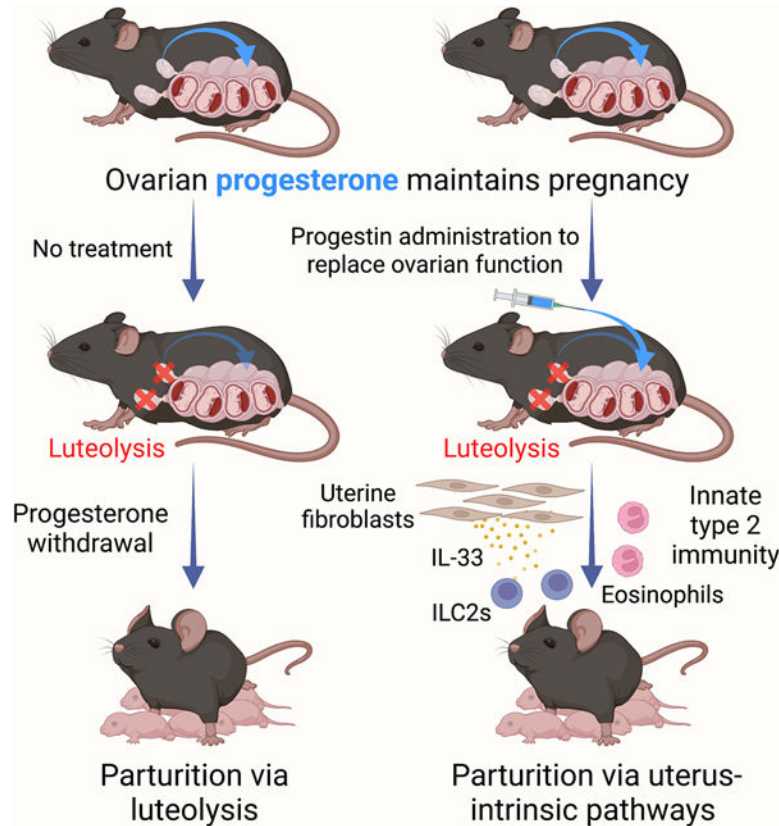 Ovarian progesterone maintains pregnancy
No treatment
Progestin administration to
replace ovarian function
Luteolysis
Luteolysis
Progesterone
withdrawal
Uterine
fibroblasts
IL-33
ILC2s
Innate
type 2
immunity
Eosinophils
Parturition via
luteolysis
Parturition via uterus-
intrinsic pathways